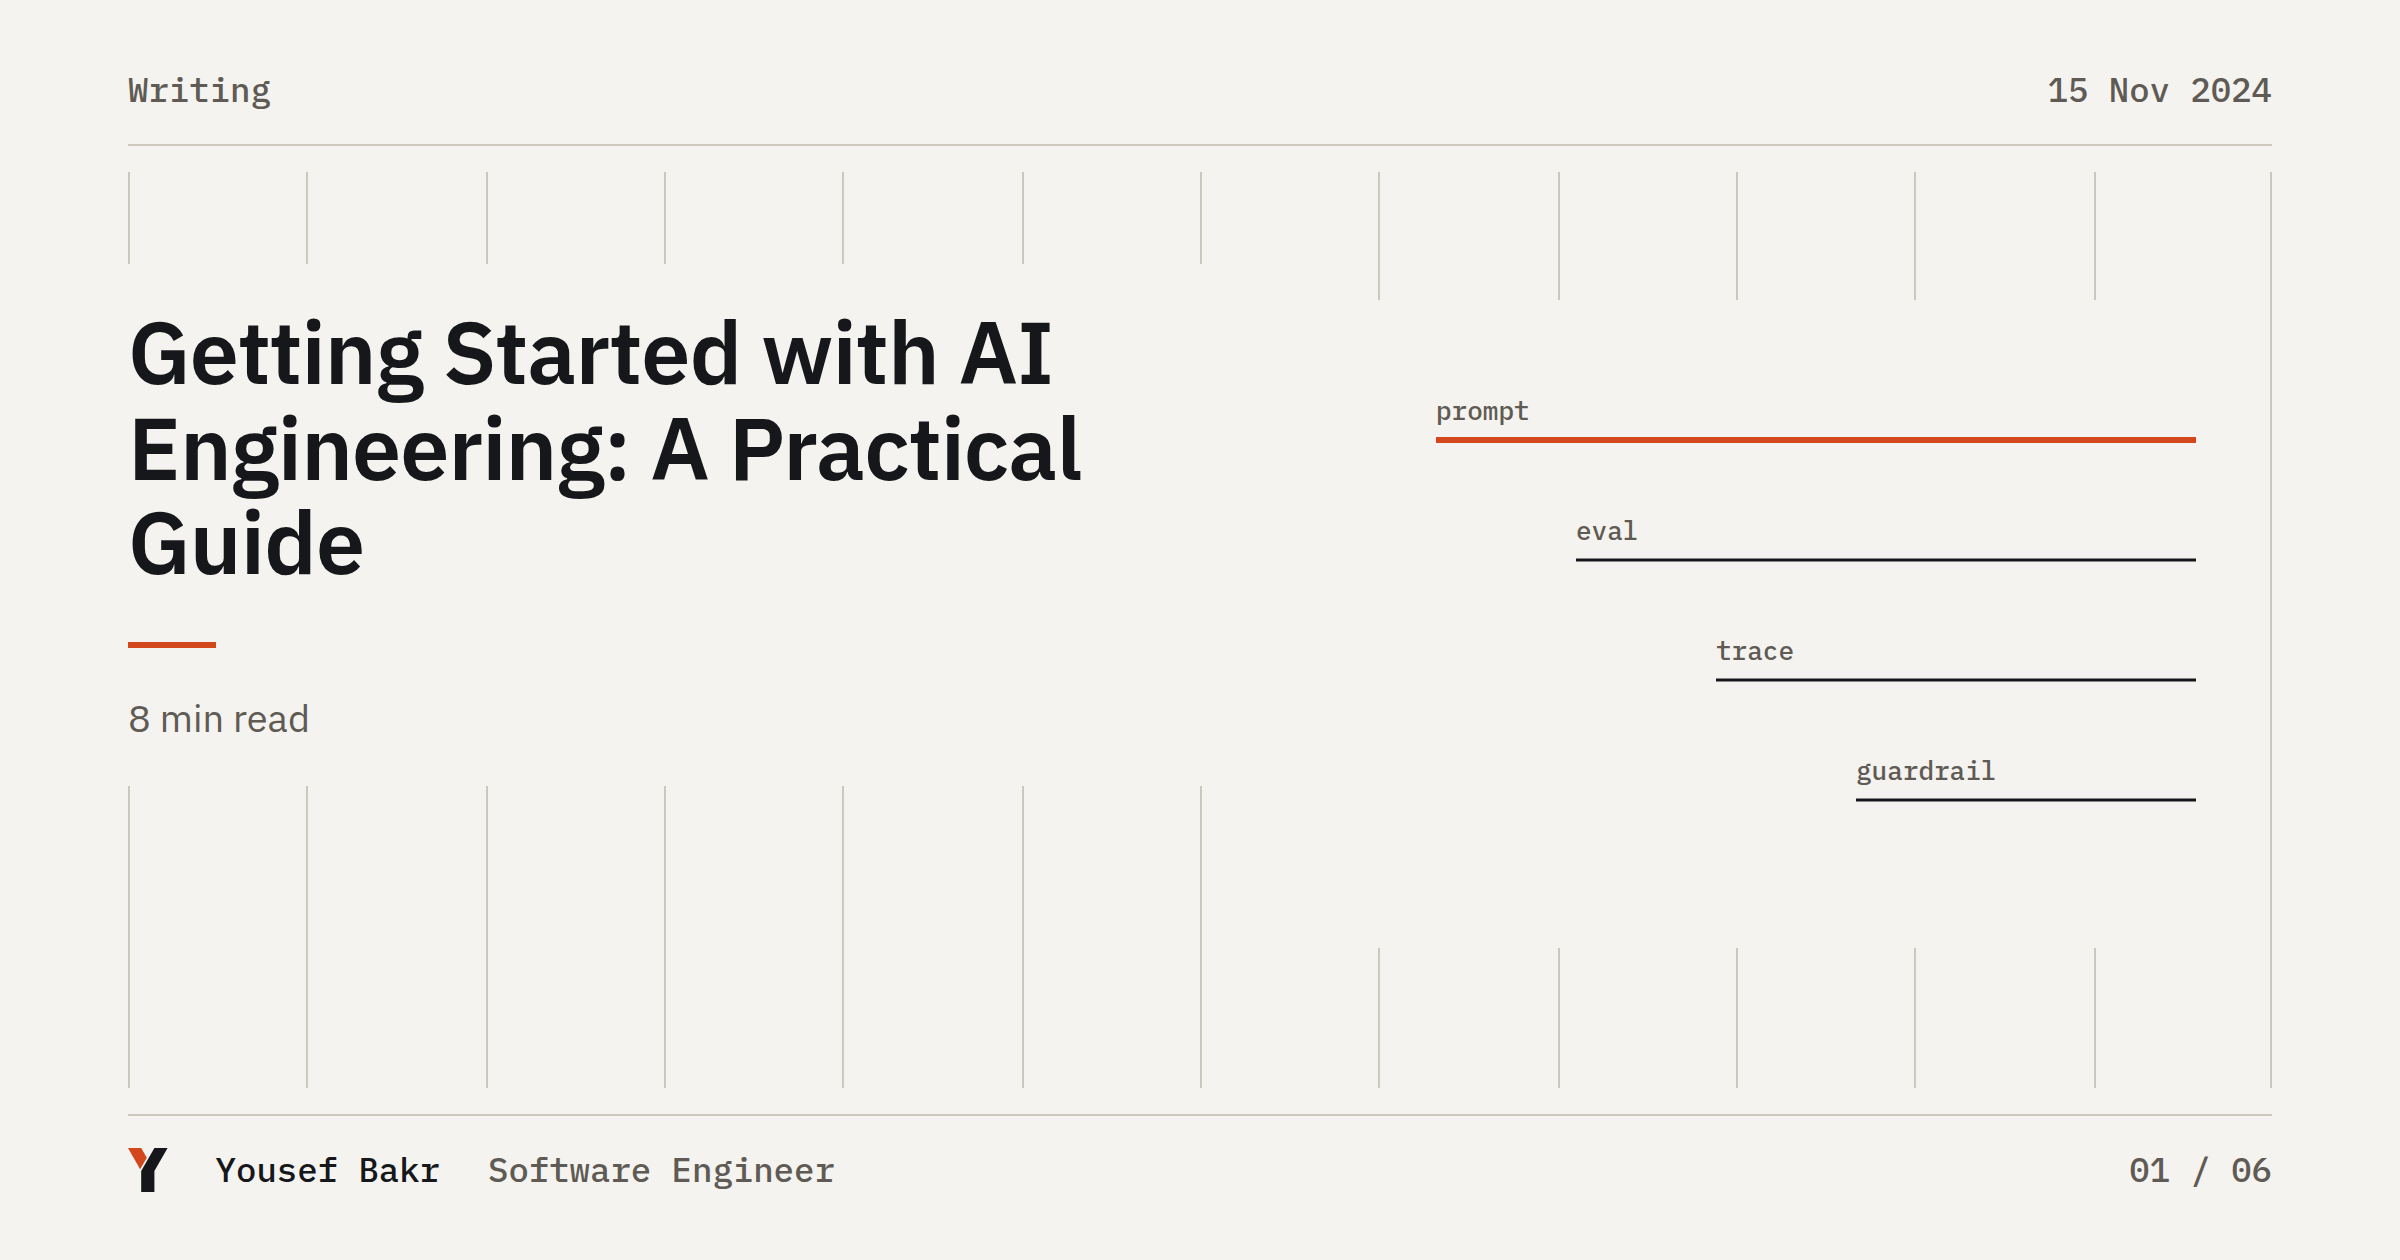 Writing
15 Nov 2024
Getting Started with AI
Engineering: A Practical
Guide
8 min read
prompt
eval
trace
guardrail
Yousef Bakr Software Engineer
01 / 06